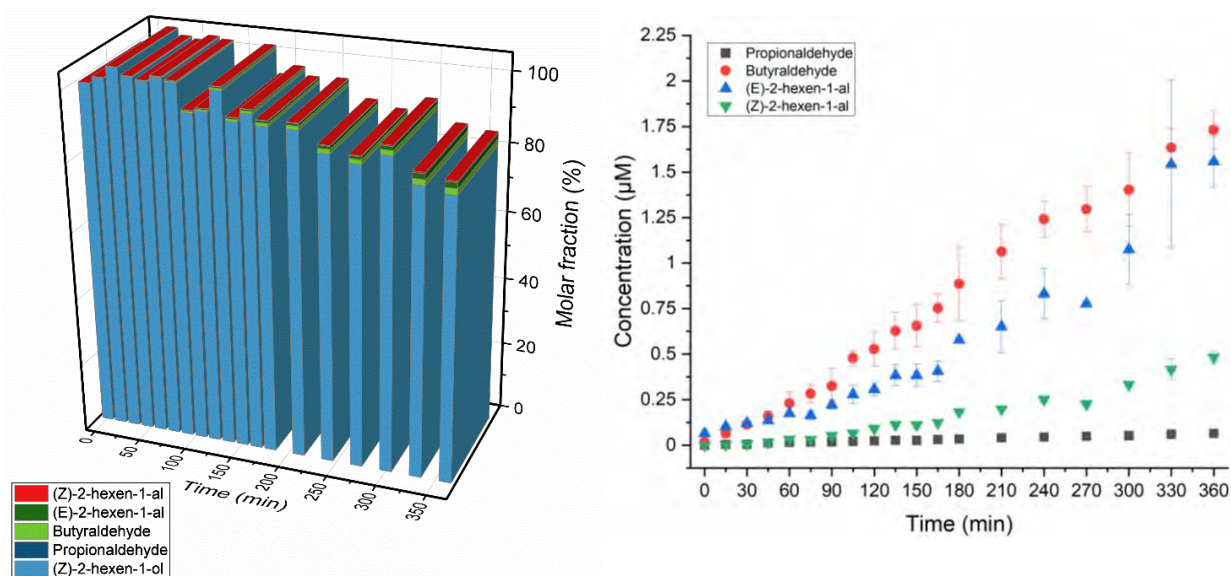 100
80
60
40
20
0
Molar fraction (%)
0
50
100
150
200
250
300
350
Time (min)
(Z)-2-hexen-1-al
(E)-2-hexen-1-al
Butyraldehyde
Propionaldehyde
(Z)-2-hexen-1-ol
2.25
2
1.75
1.5
1.25
1
0.75
0.5
0.25
0
Concentration (μM)
Propionaldehyde
Butyraldehyde
(E)-2-hexen-1-al
(Z)-2-hexen-1-al
0 30 60 90 120 150 180 210 240 270 300 330 360
Time (min)